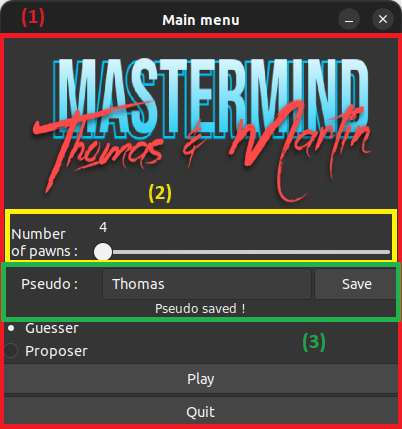 (1)
Main menu
MASTERMIND
Thomas & Martin
(2)
4
Number
of pawns :
Pseudo :
Thomas
Save
Pseudo saved !
Guesser
(3)
Proposer
Play
Quit